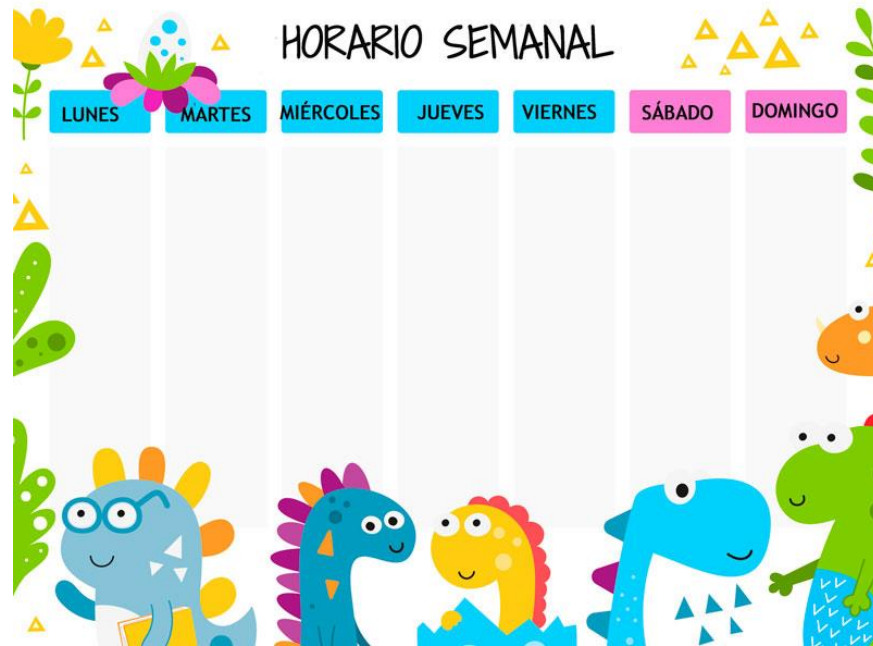 HORARIO SEMANAL
LUNES MARTES MIÉRCOLES JUEVES VIERNES SÁBADO DOMINGO